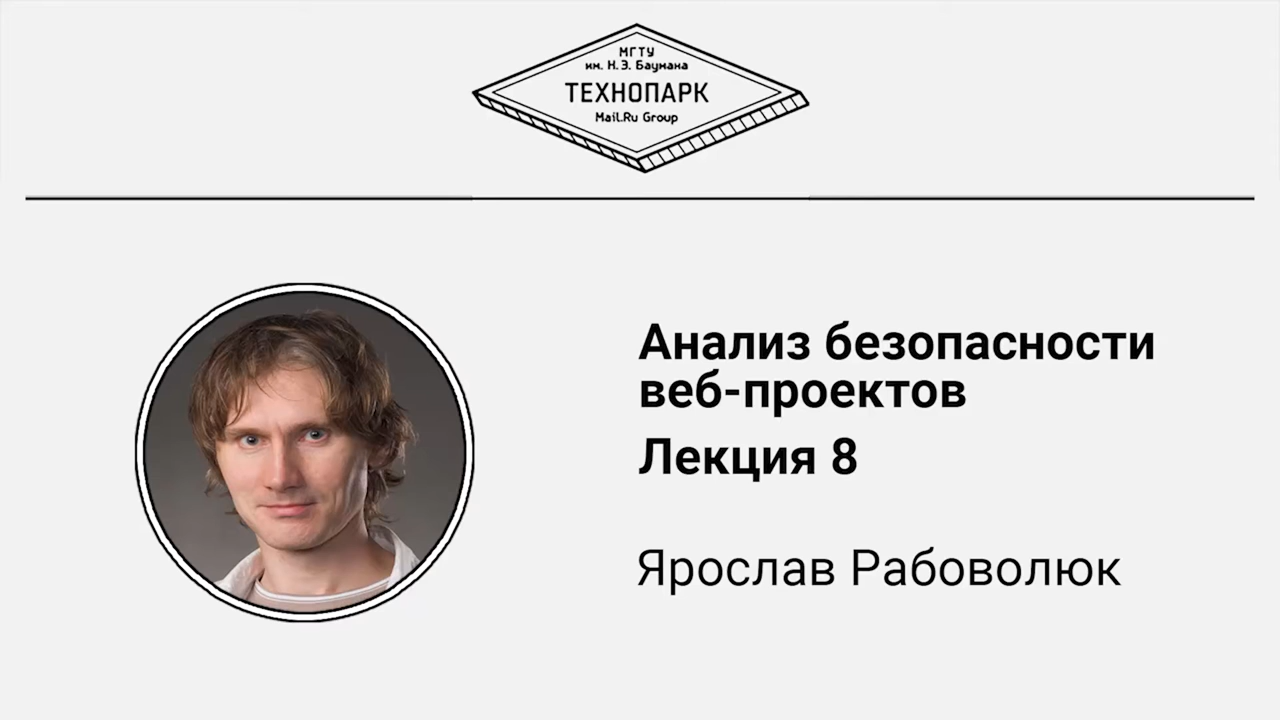 МГТУ
им. Н.Э. Баумана
ТЕХНОПАРК
Mail.Ru Group
Анализ безопасности
веб-проектов
Лекция 8
Ярослав Рабоволюк